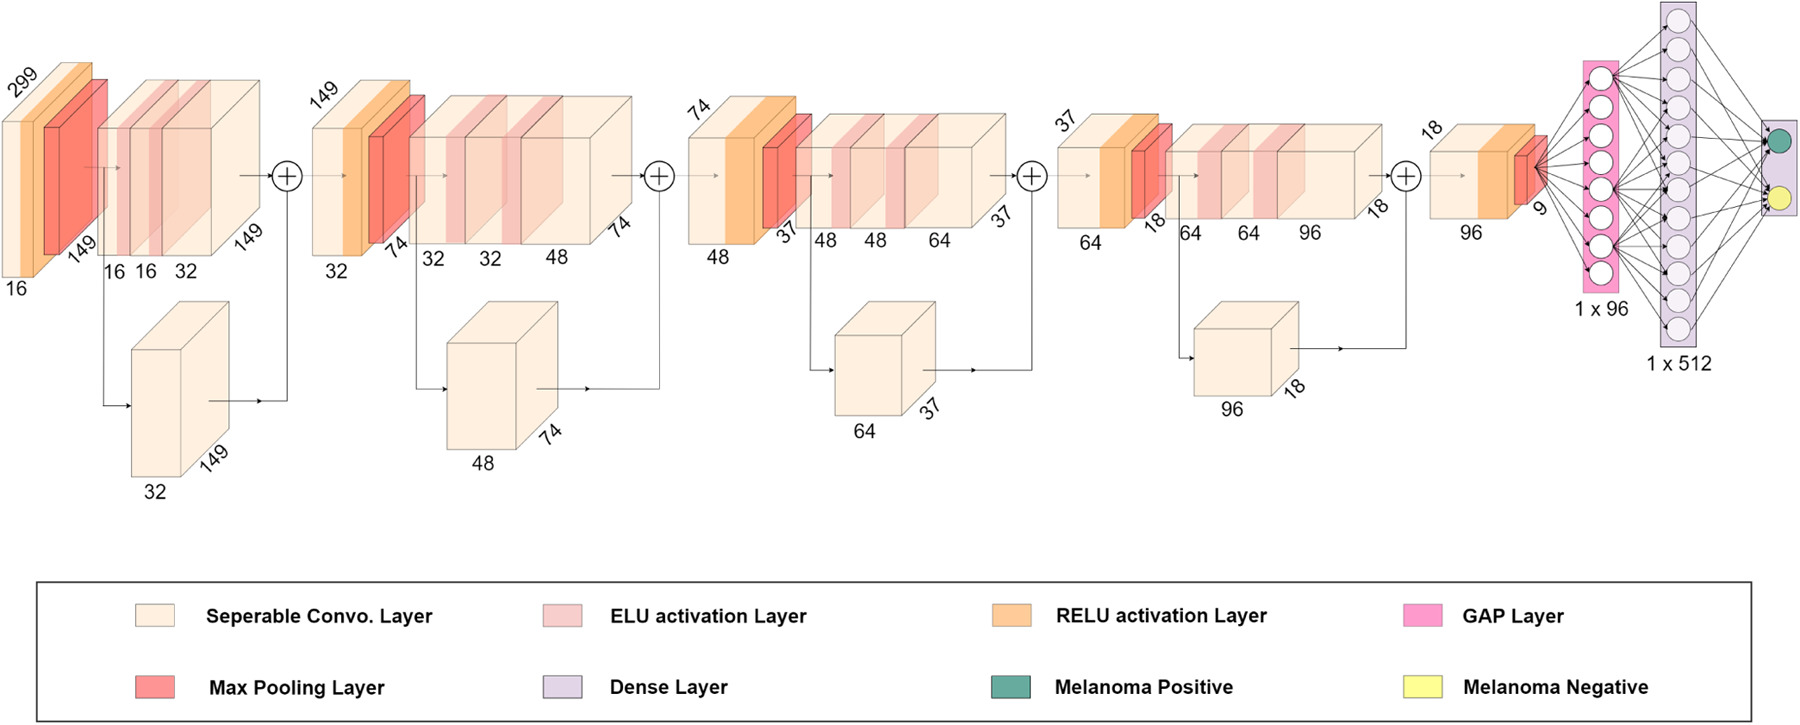 299
16
149
16 16 32
149
32
149
149
32
74
32 32 48
74
48
74
74
48
37
48 48 64
37
64
37
37
64
18
64 64 96
18
96
18
18
96
9
1 x 96
1 x 512
Seperable Convo. Layer
ELU activation Layer
RELU activation Layer
GAP Layer
Max Pooling Layer
Dense Layer
Melanoma Positive
Melanoma Negative